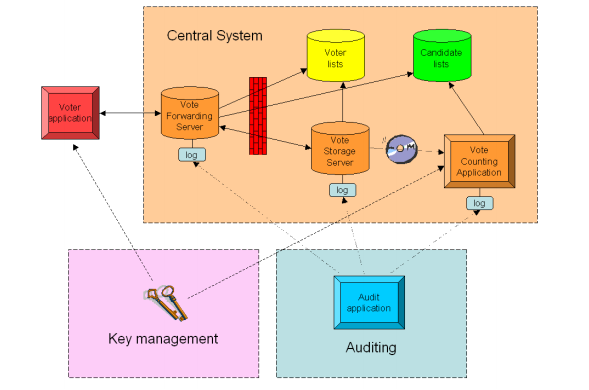 Central System
Voter
lists
Candidate
lists
Voter
application
Vote
Forwarding
Server
log
Vote
Storage
Server
log
Vote
Counting
Application
log
Key management
Audit
application
Auditing